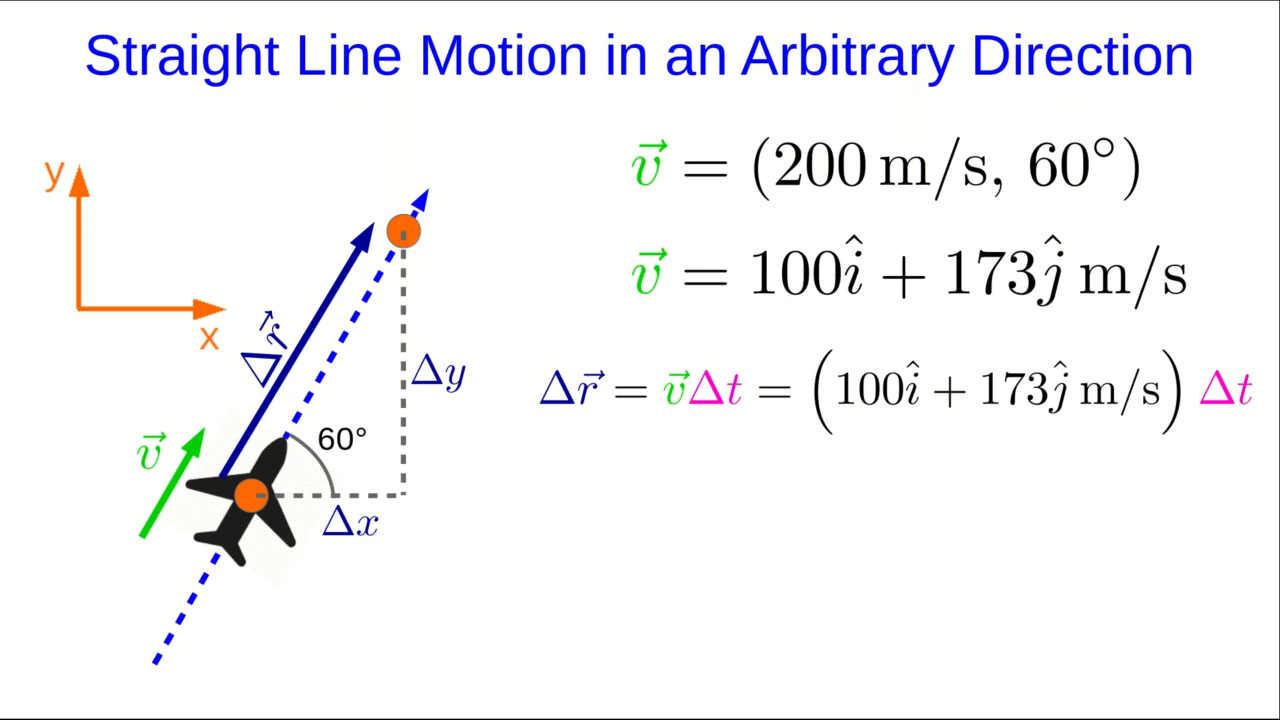 Straight Line Motion in an Arbitrary Direction
y
x
v⃗ = (200 m/s, 60°)
v⃗ = 100î + 173ĵ m/s
Δr⃗ = v⃗Δt = (100î + 173ĵ m/s) Δt
Δr⃗
Δy
v⃗
60°
Δx